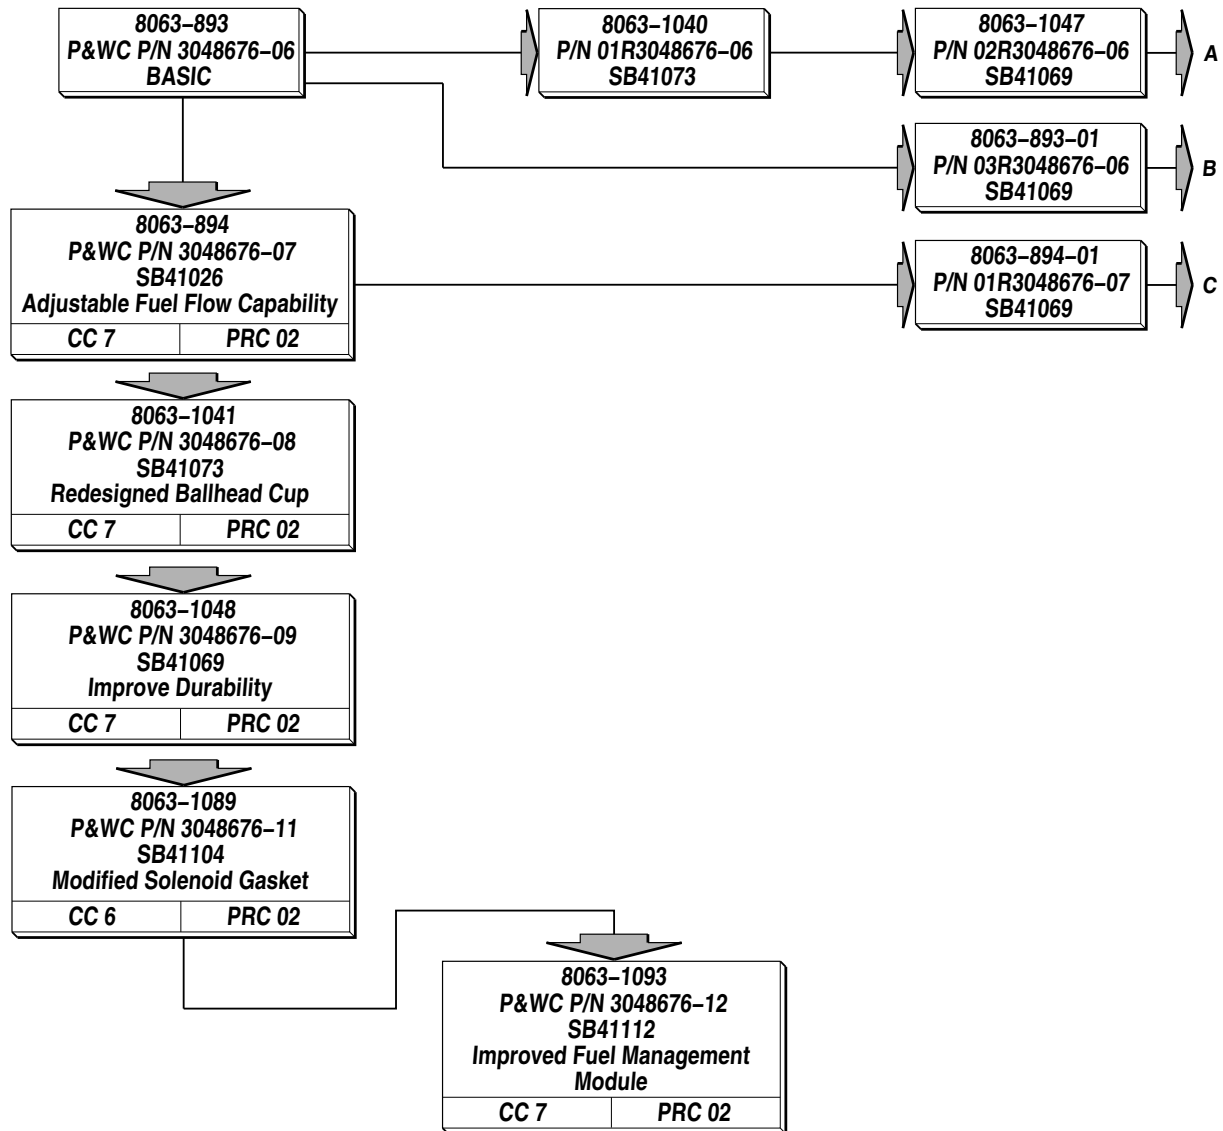 8063–893
P&WC P/N 3048676–06
BASIC
8063–1040
P/N 01R3048676–06
SB41073
8063–1047
P/N 02R3048676–06
SB41069
A
8063–893–01
P/N 03R3048676–06
SB41069
B
8063–894
P&WC P/N 3048676–07
SB41026
Adjustable Fuel Flow Capability
CC 7 PRC 02
8063–894–01
P/N 01R3048676–07
SB41069
C
8063–1041
P&WC P/N 3048676–08
SB41073
Redesigned Ballhead Cup
CC 7 PRC 02
8063–1048
P&WC P/N 3048676–09
SB41069
Improve Durability
CC 7 PRC 02
8063–1089
P&WC P/N 3048676–11
SB41104
Modified Solenoid Gasket
CC 6 PRC 02
8063–1093
P&WC P/N 3048676–12
SB41112
Improved Fuel Management
Module
CC 7 PRC 02